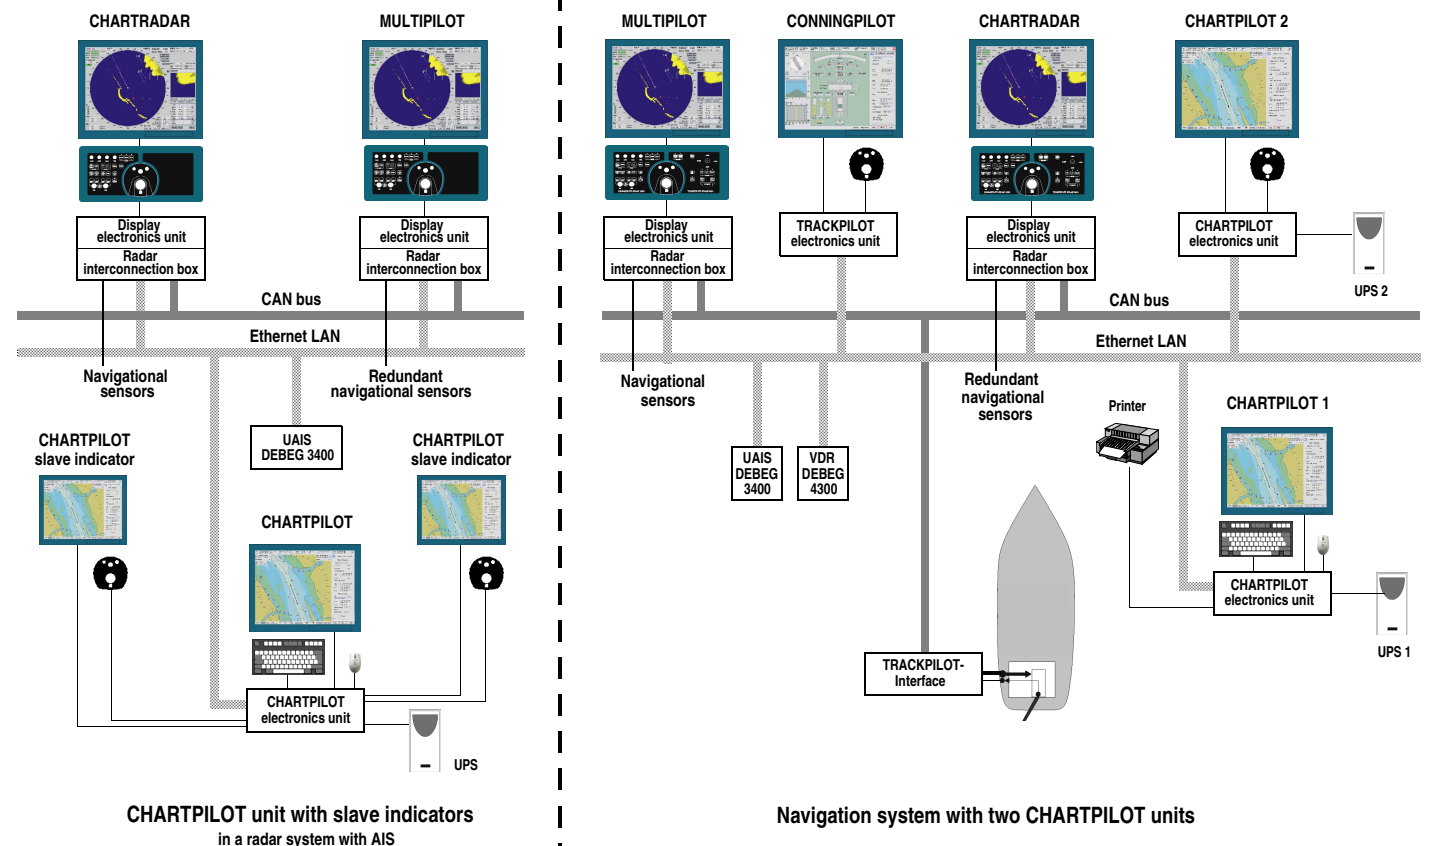 CHARTRADAR
MULTIPILOT
Display
electronics unit
Radar
interconnection box
Display
electronics unit
Radar
interconnection box
CAN bus
Ethernet LAN
Navigational
sensors
Redundant
navigational sensors
UAIS
DEBEG 3400
CHARTPILOT
slave indicator
CHARTPILOT
slave indicator
CHARTPILOT
CHARTPILOT
electronics unit
UPS
CHARTPILOT unit with slave indicators
in a radar system with AIS
MULTIPILOT
CONNINGPILOT
CHARTRADAR
CHARTPILOT 2
Display
electronics unit
Radar
interconnection box
TRACKPILOT
electronics unit
Display
electronics unit
Radar
interconnection box
CHARTPILOT
electronics unit
UPS 2
CAN bus
Ethernet LAN
Navigational
sensors
Redundant
navigational
sensors
Printer
CHARTPILOT 1
UAIS
DEBEG
3400
VDR
DEBEG
4300
CHARTPILOT
electronics unit
UPS 1
TRACKPILOT-
Interface
Navigation system with two CHARTPILOT units